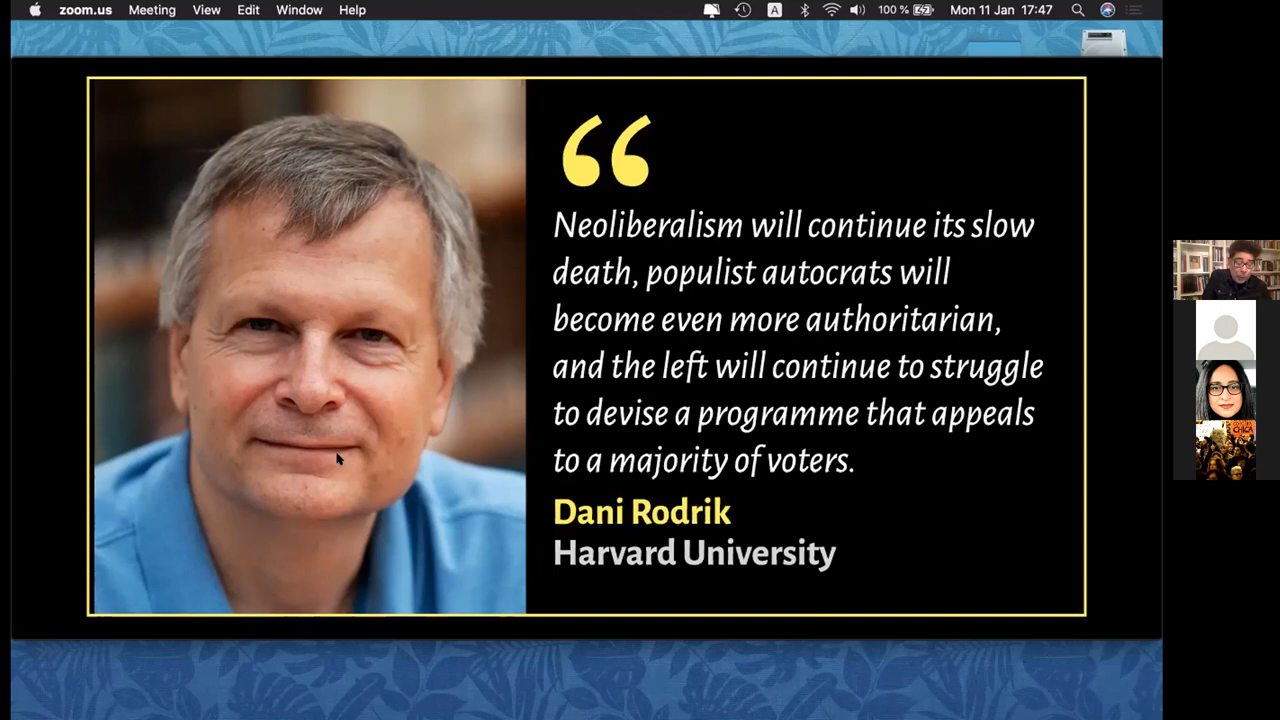 zoom.us Meeting View Edit Window Help A 100 % Mon 11 Jan 17:47
“
Neoliberalism will continue its slow
death, populist autocrats will
become even more authoritarian,
and the left will continue to struggle
to devise a programme that appeals
to a majority of voters.
Dani Rodrik
Harvard University
CHICA